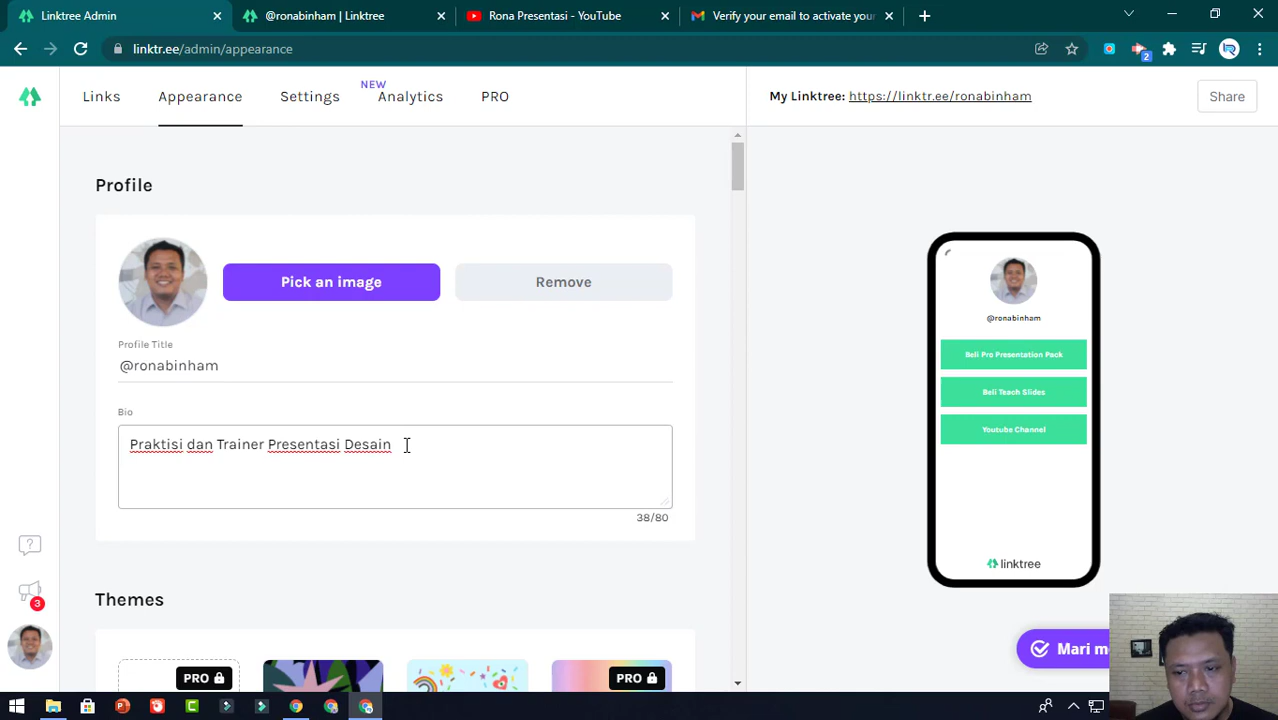 Linktree Admin
@ronabinham | Linktree
Rona Presentasi - YouTube
Verify your email to activate your
linktr.ee/admin/appearance
2
Links
Appearance
Settings
NEW
Analytics
PRO
My Linktree: https://linktr.ee/ronabinham
Share
Profile
Pick an image
Remove
Profile Title
@ronabinham
Bio
Praktisi dan Trainer Presentasi Desain
38/80
Themes
PRO
PRO
3
@ronabinham
Beli Pro Presentation Pack
Beli Teach Slides
Youtube Channel
linktree
Mari m